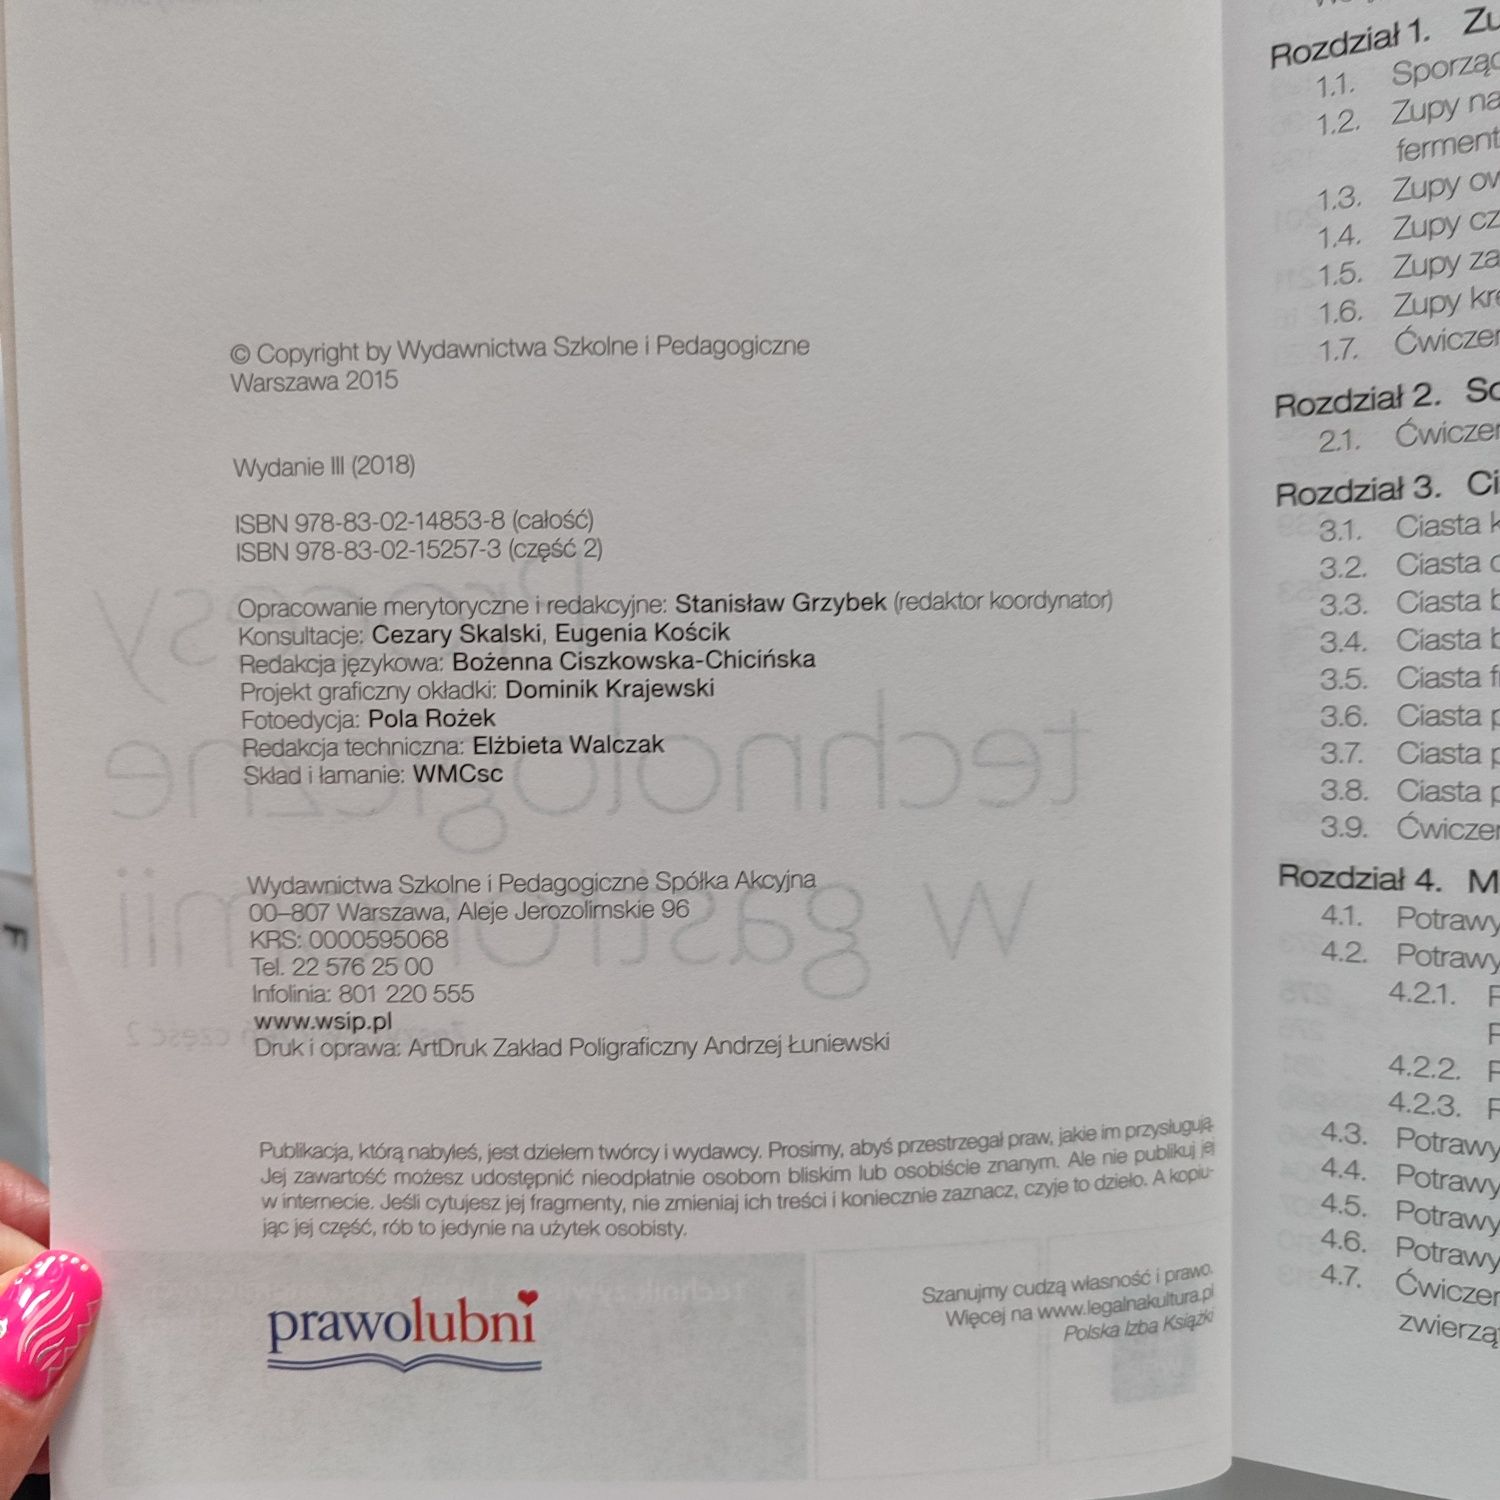 © Copyright by Wydawnictwa Szkolne i Pedagogiczne
Warszawa 2015
Wydanie III (2018)
ISBN 978-83-02-14853-8 (całość)
ISBN 978-83-02-15257-3 (część 2)
Opracowanie merytoryczne i redakcyjne: Stanisław Grzybek (redaktor koordynator)
Konsultacje: Cezary Skalski, Eugenia Kościk
Redakcja językowa: Bożenna Ciszkowska-Chicińska
Projekt graficzny okładki: Dominik Krajewski
Fotoedycja: Pola Rożek
Redakcja techniczna: Elżbieta Walczak
Skład i łamanie: WMCsc
Wydawnictwa Szkolne i Pedagogiczne Spółka Akcyjna
00–807 Warszawa, Aleje Jerozolimskie 96
KRS: 0000595068
Tel. 22 576 25 00
Infolinia: 801 220 555
www.wsip.pl
Druk i oprawa: ArtDruk Zakład Poligraficzny Andrzej Łuniewski
Publikacja, którą nabyłeś, jest dziełem twórcy i wydawcy. Prosimy, abyś przestrzegał praw, jakie im przysługują.
Jej zawartość możesz udostępnić nieodpłatnie osobom bliskim lub osobiście znanym. Ale nie publikuj jej
w internecie. Jeśli cytujesz jej fragmenty, nie zmieniaj ich treści i koniecznie zaznacz, czyje to dzieło. A kopiu-
jąc jej część, rób to jedynie na użytek osobisty.
prawolubni
Szanujmy cudzą własność i prawo.
Więcej na www.legalnakultura.pl
Polska Izba Książki
Rozdział 1. Zu
1.1. Sporząd
1.2. Zupy na
ferment
1.3. Zupy ow
1.4. Zupy cz
1.5. Zupy za
1.6. Zupy kre
1.7. Ćwiczen
Rozdział 2. So
2.1. Ćwiczen
Rozdział 3. Ci
3.1. Ciasta k
3.2. Ciasta
3.3. Ciasta b
3.4. Ciasta b
3.5. Ciasta f
3.6. Ciasta p
3.7. Ciasta p
3.8. Ciasta p
3.9. Ćwiczen
Rozdział 4. M
4.1. Potrawy
4.2. Potrawy
4.2.1. P
P
4.2.2. P
4.2.3. P
4.3. Potrawy
4.4. Potrawy
4.5. Potrawy
4.6. Potrawy
4.7. Ćwiczen
zwierzą